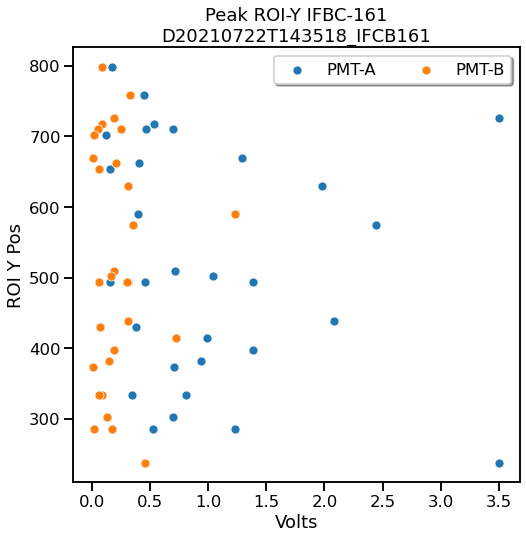 Peak ROI-Y IFBC-161
D20210722T143518_IFCB161
PMT-A
PMT-B
ROI Y Pos
800
700
600
500
400
300
0.0 0.5 1.0 1.5 2.0 2.5 3.0 3.5
Volts